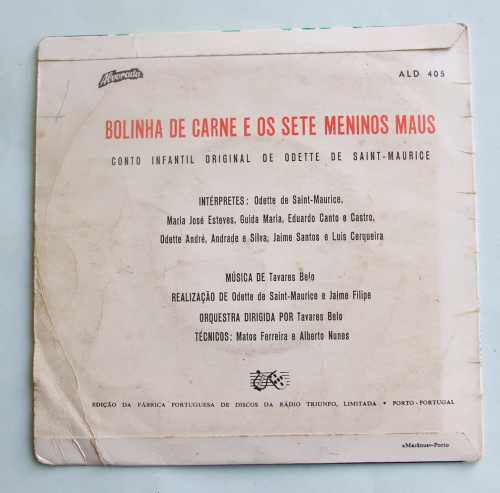 Alvorada
ALD 405
BOLINHA DE CARNE E OS SETE MENINOS MAUS
CONTO INFANTIL ORIGINAL DE ODETTE DE SAINT-MAURICE
INTÉRPRETES: Odette de Saint-Maurice,
Maria José Esteves, Guida Maria, Eduardo Canto e Castro,
Odette André, Andrade e Silva, Jaime Santos e Luís Cerqueira
MÚSICA DE Tavares Belo
REALIZAÇÃO DE Odette de Saint-Maurice e Jaime Filipe
ORQUESTRA DIRIGIDA POR Tavares Belo
TÉCNICOS: Matos Ferreira e Alberto Nunes
EDIÇÃO DA FÁBRICA PORTUGUESA DE DISCOS DA RÁDIO TRIUNFO, LIMITADA • PORTO-PORTUGAL
«Marânus»-Porto